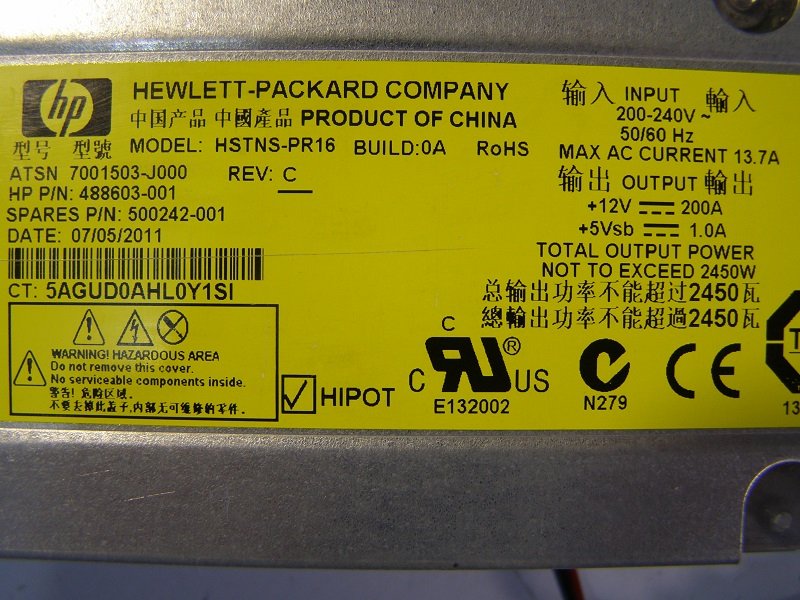 hp
HEWLETT-PACKARD COMPANY
中国产品 中國產品 PRODUCT OF CHINA
型号 型號 MODEL: HSTNS-PR16 BUILD:0A RoHS
ATSN 7001503-J000 REV: C
HP P/N: 488603-001
SPARES P/N: 500242-001
DATE: 07/05/2011
CT: 5AGUD0AHL0Y1SI
WARNING! HAZARDOUS AREA
Do not remove this cover.
No serviceable components inside.
警告! 危险区域.
不要去掉此盖子,内部无可维修的零件.
HIPOT
输入 INPUT 輸入
200-240V ~
50/60 Hz
MAX AC CURRENT 13.7A
输出 OUTPUT 輸出
+12V 200A
+5Vsb 1.0A
TOTAL OUTPUT POWER
NOT TO EXCEED 2450W
总输出功率不能超过2450瓦
總輸出功率不能超過2450瓦
C
C RU ® US
E132002
N279
CE
T
13